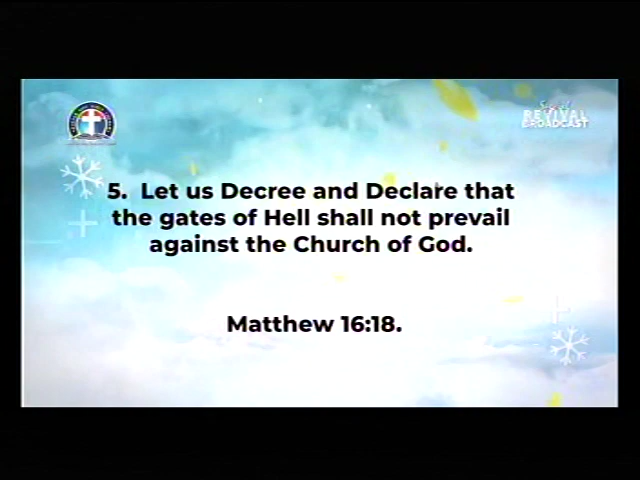 REVIVAL
BROADCAST
5. Let us Decree and Declare that
the gates of Hell shall not prevail
against the Church of God.
Matthew 16:18.